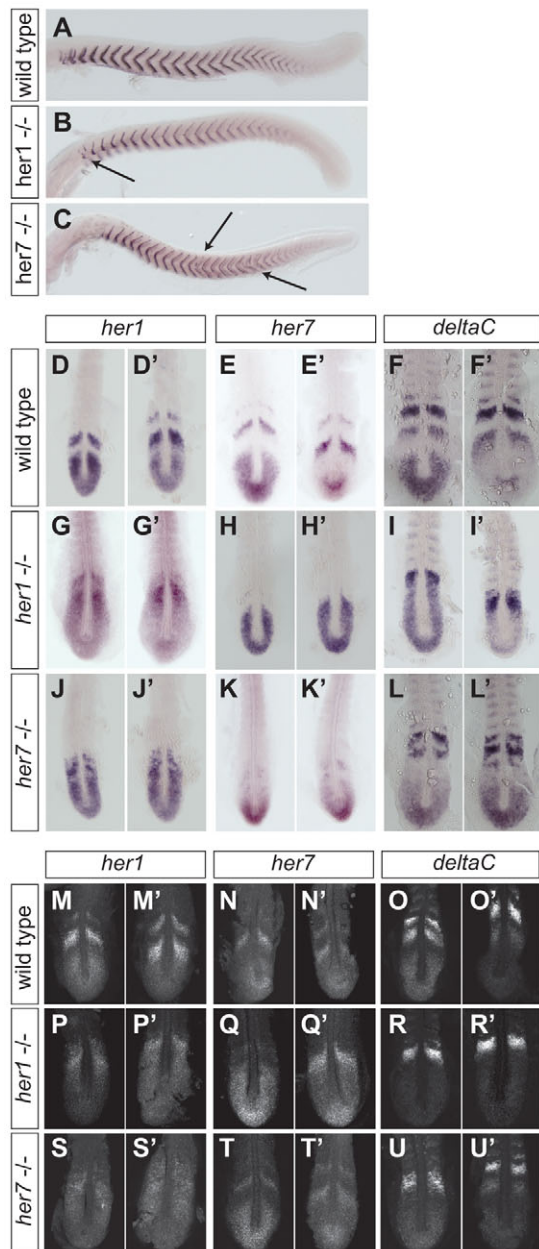 wild type
A
her1 -/-
B
her7 -/-
C
her1
her7
deltaC
wild type
D
D'
E
E'
F
F'
her1 -/-
G
G'
H
H'
I
I'
her7 -/-
J
J'
K
K'
L
L'
her1
her7
deltaC
wild type
M
M'
N
N'
O
O'
her1 -/-
P
P'
Q
Q'
R
R'
her7 -/-
S
S'
T
T'
U
U'